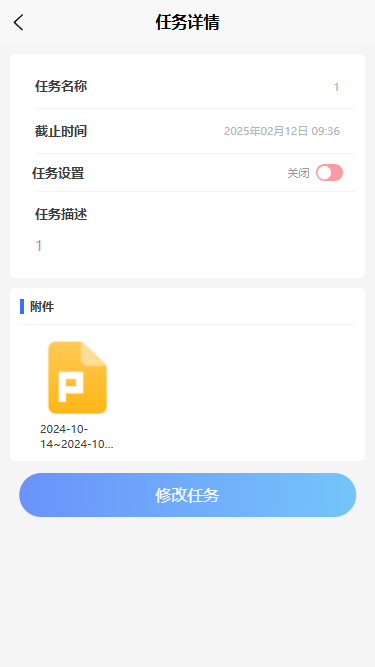 任务详情
任务名称 1
截止时间 2025年02月12日 09:36
任务设置 关闭
任务描述
1
附件
P
2024-10-
14~2024-10...
修改任务